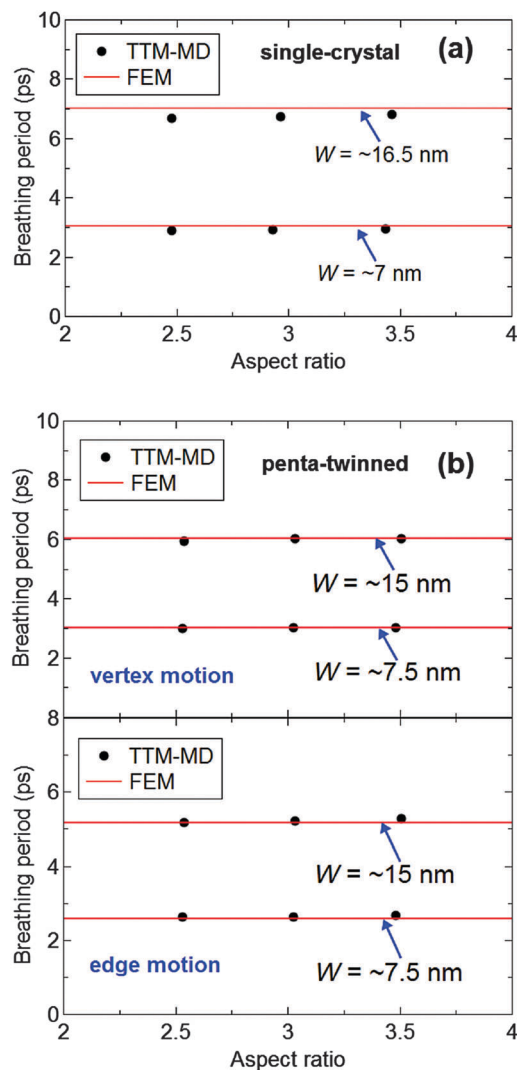 10
8
6
4
2
0
Breathing period (ps)
TTM-MD
FEM
single-crystal
(a)
W = ~16.5 nm
W = ~7 nm
2 2.5 3 3.5 4
Aspect ratio
10
8
6
4
2
8
Breathing period (ps)
TTM-MD
FEM
penta-twinned
(b)
W = ~15 nm
W = ~7.5 nm
vertex motion
6
4
2
0
Breathing period (ps)
TTM-MD
FEM
W = ~15 nm
W = ~7.5 nm
edge motion
2 2.5 3 3.5 4
Aspect ratio